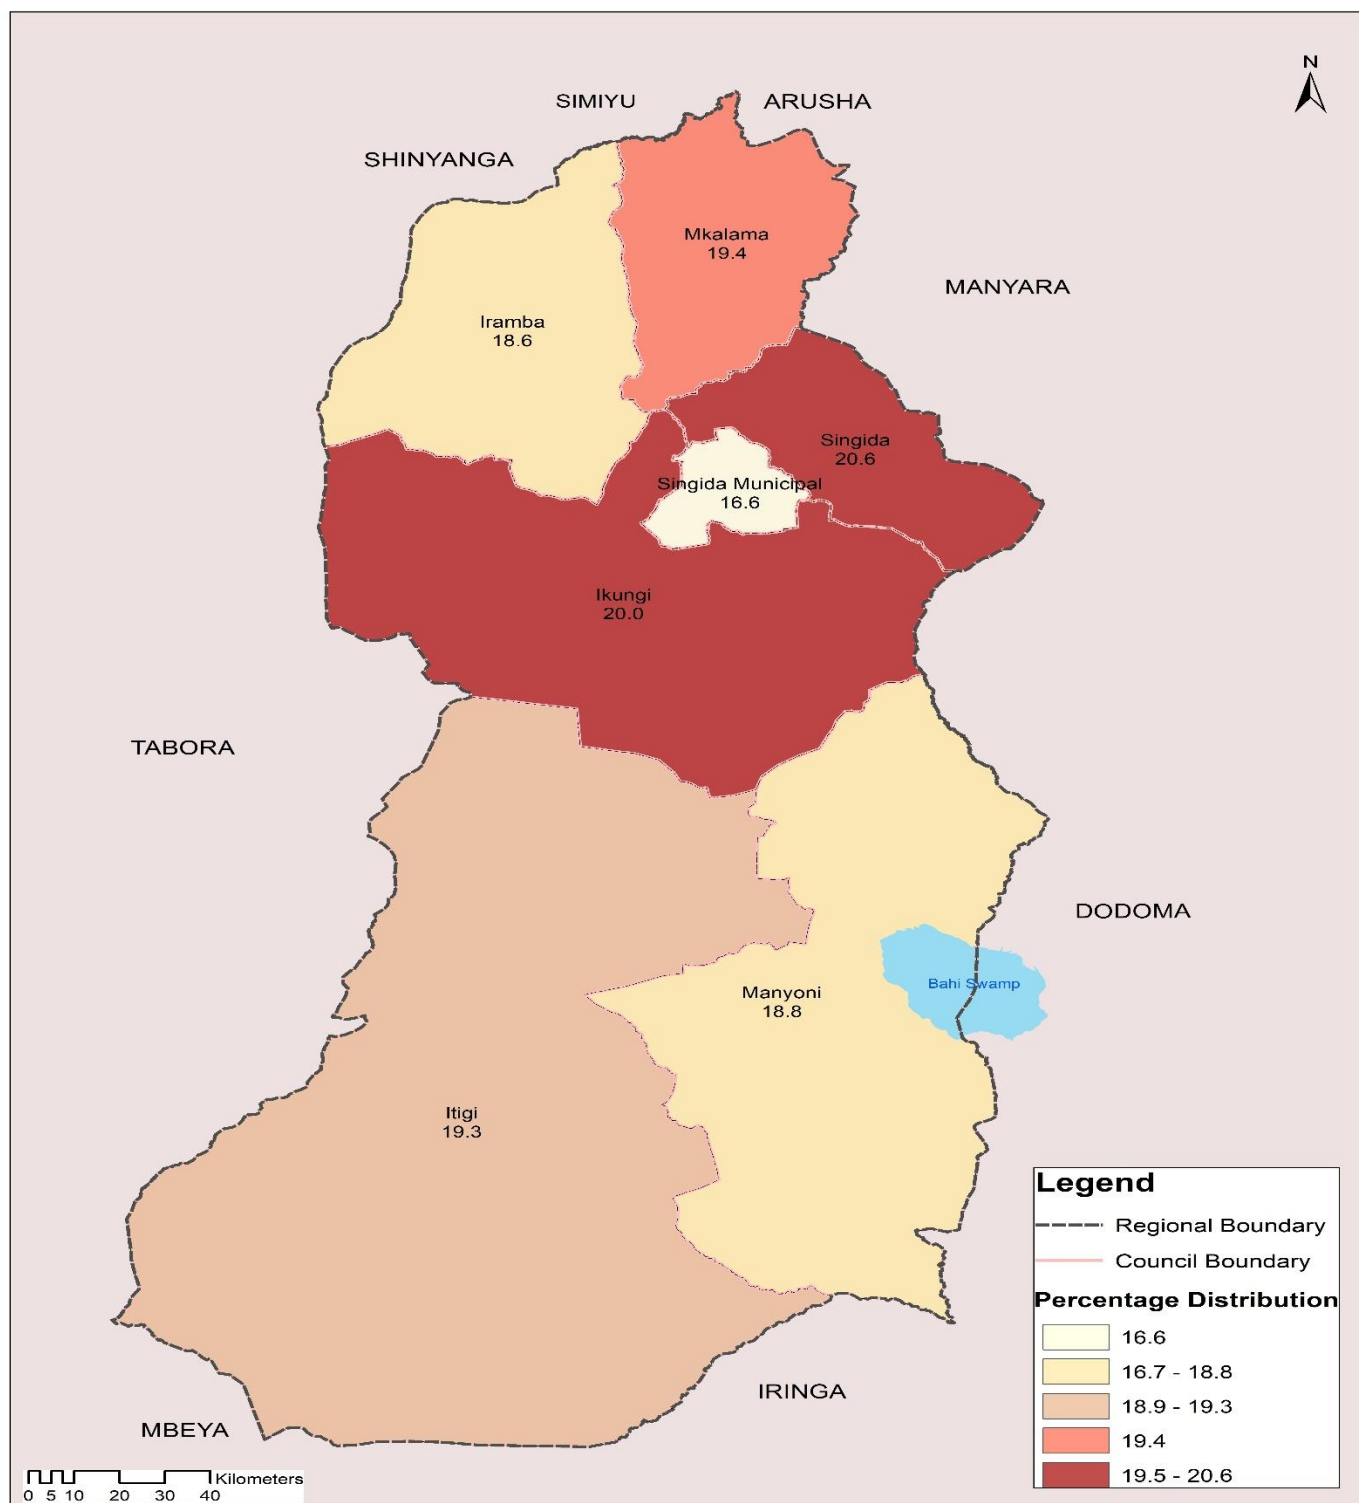 N
SIMIYU
ARUSHA
SHINYANGA
Mkalama
19.4
MANYARA
Iramba
18.6
Singida
20.6
Singida Municipal
16.6
Ikungi
20.0
TABORA
DODOMA
Bahi Swamp
Manyoni
18.8
Itigi
19.3
IRINGA
MBEYA
Legend
Regional Boundary
Council Boundary
Percentage Distribution
16.6
16.7 - 18.8
18.9 - 19.3
19.4
19.5 - 20.6
Kilometers
0 5 10 20 30 40